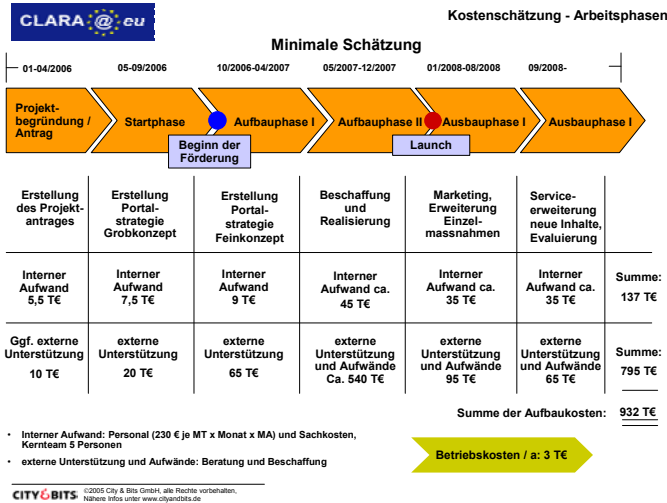 CLARA @ eu
Kostenschätzung - Arbeitsphasen
Minimale Schätzung
01-04/2006
05-09/2006
10/2006-04/2007
05/2007-12/2007
01/2008-08/2008
09/2008-
Projekt-
begründung /
Antrag
Startphase
Aufbauphase I
Aufbauphase II
Ausbauphase I
Ausbauphase I
Beginn der
Förderung
Launch
Erstellung
des Projekt-
antrages
Erstellung
Portal-
strategie
Grobkonzept
Erstellung
Portal-
strategie
Feinkonzept
Beschaffung
und
Realisierung
Marketing,
Erweiterung
Einzel-
massnahmen
Service-
erweiterung
neue Inhalte,
Evaluierung
Interner
Aufwand
5,5 T€
Interner
Aufwand
7,5 T€
Interner
Aufwand
9 T€
Interner
Aufwand ca.
45 T€
Interner
Aufwand ca.
35 T€
Interner
Aufwand ca.
35 T€
Summe:
137 T€
Ggf. externe
Unterstützung
10 T€
externe
Unterstützung
20 T€
externe
Unterstützung
65 T€
externe
Unterstützung
und Aufwände
Ca. 540 T€
externe
Unterstützung
und Aufwände
95 T€
externe
Unterstützung
und Aufwände
65 T€
Summe:
795 T€
Summe der Aufbaukosten: 932 T€
• Interner Aufwand: Personal (230 € je MT x Monat x MA) und Sachkosten,
Kernteam 5 Personen
• externe Unterstützung und Aufwände: Beratung und Beschaffung
Betriebskosten / a: 3 T€
CITY & BITS
©2005 City & Bits GmbH, alle Rechte vorbehalten,
Nähere Infos unter www.cityandbits.de